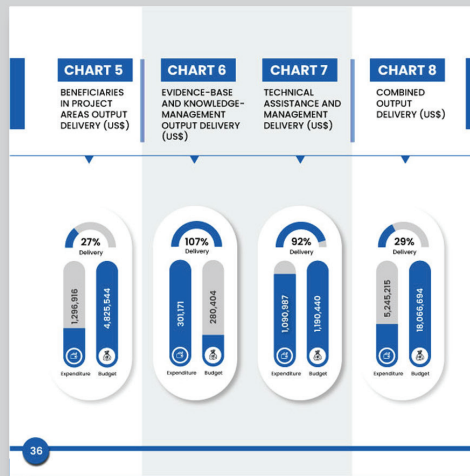 CHART 5
BENEFICIARIES
IN PROJECT
AREAS OUTPUT
DELIVERY (US$)
27%
Delivery
1,296,916
4,825,544
Expenditure
Budget
CHART 6
EVIDENCE-BASE
AND KNOWLEDGE-
MANAGEMENT
OUTPUT DELIVERY
(US$)
107%
Delivery
301,171
280,404
Expenditure
Budget
CHART 7
TECHNICAL
ASSISTANCE AND
MANAGEMENT
DELIVERY (US$)
92%
Delivery
1,090,987
1,190,440
Expenditure
Budget
CHART 8
COMBINED
OUTPUT
DELIVERY (US$)
29%
Delivery
5,245,215
18,066,694
Expenditure
Budget
36